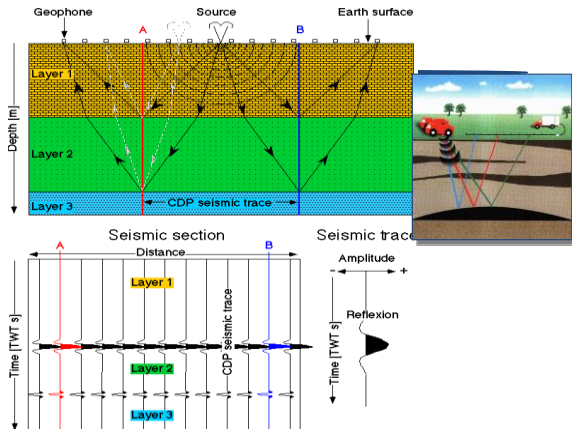 Geophone
Source
Earth surface
A
B
Layer 1
Layer 2
Layer 3
CDP seismic trace
Depth [m]
Seismic section
Seismic trace
Distance
A
B
Layer 1
CDP seismic trace
Layer 2
Layer 3
Time [TWT s]
Amplitude
- +
Reflexion
Time [TWT s]